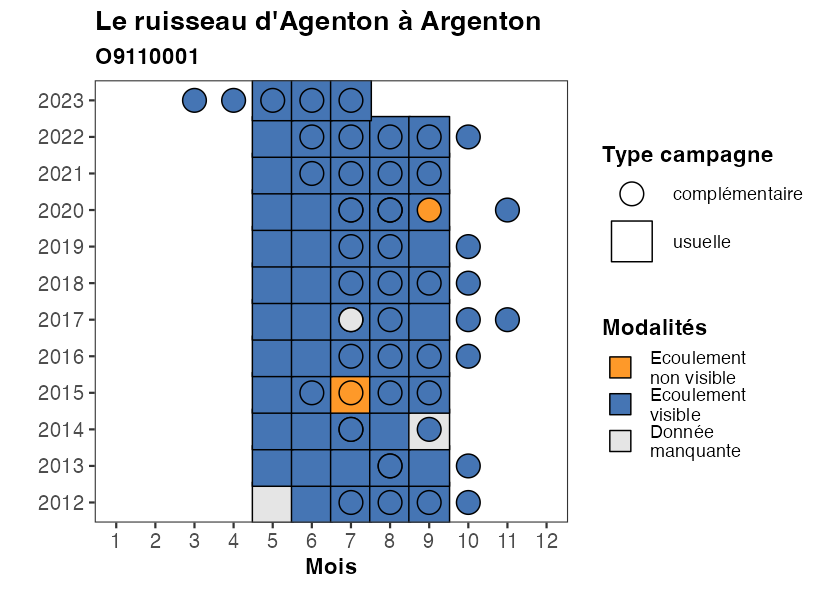 Le ruisseau d'Agenton à Argenton
O9110001
2023
2022
2021
2020
2019
2018
2017
2016
2015
2014
2013
2012
1 2 3 4 5 6 7 8 9 10 11 12
Mois
Type campagne
complémentaire
usuelle
Modalités
Ecoulement
non visible
Ecoulement
visible
Donnée
manquante